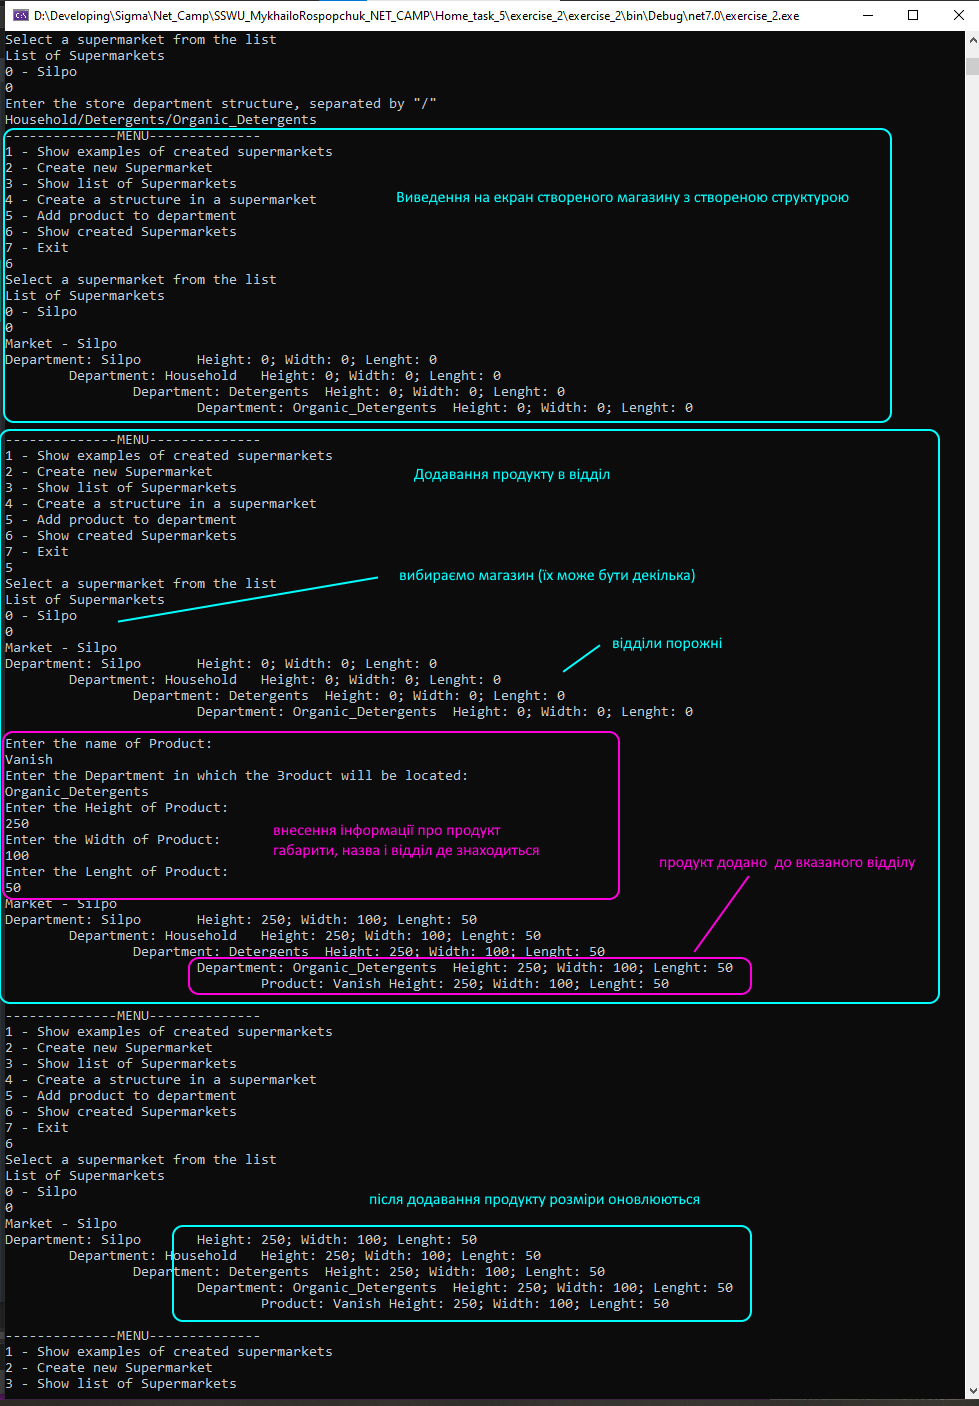 D:\Developing\Sigma\Net_Camp\SSWU_MykhailoRospopchuk_NET_CAMP\Home_task_5\exercise_2\exercise_2\bin\Debug\net7.0\exercise_2.exe
Select a supermarket from the list
List of Supermarkets
0 - Silpo
0
Enter the store department structure, separated by "/"
Household/Detergents/Organic_Detergents
--------------MENU--------------
1 - Show examples of created supermarkets
2 - Create new Supermarket
3 - Show list of Supermarkets
4 - Create a structure in a supermarket
Виведення на екран створеного магазину з створеною структурою
5 - Add product to department
6 - Show created Supermarkets
7 - Exit
6
Select a supermarket from the list
List of Supermarkets
0 - Silpo
0
Market - Silpo
Department: Silpo       Height: 0; Width: 0; Lenght: 0
Department: Household   Height: 0; Width: 0; Lenght: 0
Department: Detergents  Height: 0; Width: 0; Lenght: 0
Department: Organic_Detergents  Height: 0; Width: 0; Lenght: 0
--------------MENU--------------
1 - Show examples of created supermarkets
2 - Create new Supermarket
Додавання продукту в відділ
3 - Show list of Supermarkets
4 - Create a structure in a supermarket
5 - Add product to department
6 - Show created Supermarkets
7 - Exit
5
вибираємо магазин (їх може бути декілька)
Select a supermarket from the list
List of Supermarkets
0 - Silpo
0
відділи порожні
Market - Silpo
Department: Silpo       Height: 0; Width: 0; Lenght: 0
Department: Household   Height: 0; Width: 0; Lenght: 0
Department: Detergents  Height: 0; Width: 0; Lenght: 0
Department: Organic_Detergents  Height: 0; Width: 0; Lenght: 0
Enter the name of Product:
Vanish
Enter the Department in which the 3roduct will be located:
Organic_Detergents
Enter the Height of Product:
250
Enter the Width of Product:
100
Enter the Lenght of Product:
50
внесення інформації про продукт
габарити, назва і відділ де знаходиться
продукт додано  до вказаного відділу
Market - Silpo
Department: Silpo       Height: 250; Width: 100; Lenght: 50
Department: Household   Height: 250; Width: 100; Lenght: 50
Department: Detergents  Height: 250; Width: 100; Lenght: 50
Department: Organic_Detergents  Height: 250; Width: 100; Lenght: 50
Product: Vanish Height: 250; Width: 100; Lenght: 50
--------------MENU--------------
1 - Show examples of created supermarkets
2 - Create new Supermarket
3 - Show list of Supermarkets
4 - Create a structure in a supermarket
5 - Add product to department
6 - Show created Supermarkets
7 - Exit
6
Select a supermarket from the list
List of Supermarkets
0 - Silpo
0
після додавання продукту розміри оновлюються
Market - Silpo
Department: Silpo       Height: 250; Width: 100; Lenght: 50
Department: Household   Height: 250; Width: 100; Lenght: 50
Department: Detergents  Height: 250; Width: 100; Lenght: 50
Department: Organic_Detergents  Height: 250; Width: 100; Lenght: 50
Product: Vanish Height: 250; Width: 100; Lenght: 50
--------------MENU--------------
1 - Show examples of created supermarkets
2 - Create new Supermarket
3 - Show list of Supermarkets